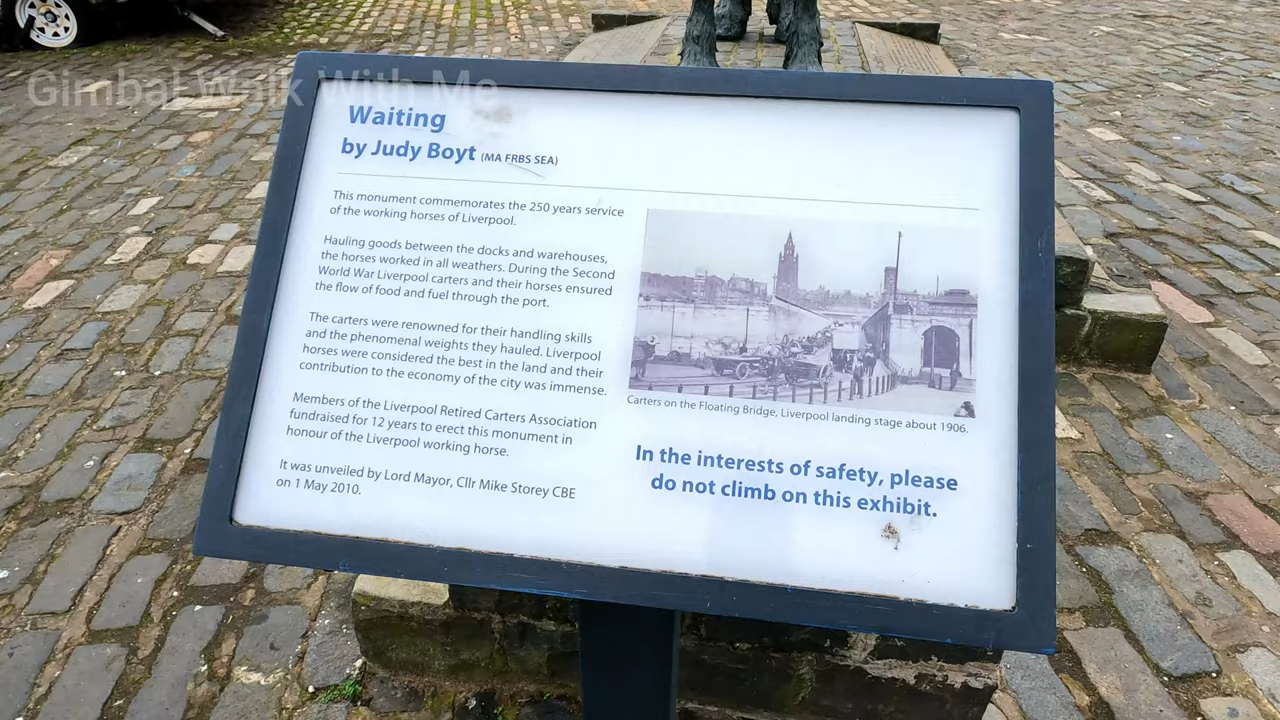 Gimbal Walk With Me
Waiting
by Judy Boyt (MA FRBS SEA)
This monument commemorates the 250 years service
of the working horses of Liverpool.
Hauling goods between the docks and warehouses,
the horses worked in all weathers. During the Second
World War Liverpool carters and their horses ensured
the flow of food and fuel through the port.
The carters were renowned for their handling skills
and the phenomenal weights they hauled. Liverpool
horses were considered the best in the land and their
contribution to the economy of the city was immense.
Members of the Liverpool Retired Carters Association
fundraised for 12 years to erect this monument in
honour of the Liverpool working horse.
It was unveiled by Lord Mayor, Cllr Mike Storey CBE
on 1 May 2010.
Carters on the Floating Bridge, Liverpool landing stage about 1906.
In the interests of safety, please
do not climb on this exhibit.